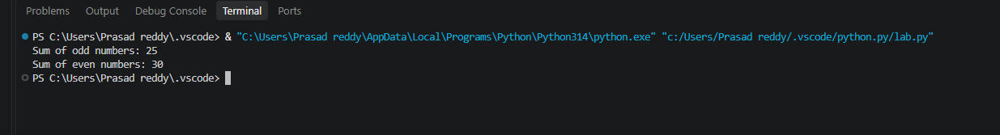 Problems Output Debug Console Terminal Ports
PS C:\Users\Prasad reddy\.vscode> & "C:\Users\Prasad reddy\AppData\Local\Programs\Python\Python314\python.exe" "c:/Users/Prasad reddy/.vscode/python.py/lab.py"
Sum of odd numbers: 25
Sum of even numbers: 30
PS C:\Users\Prasad reddy\.vscode>